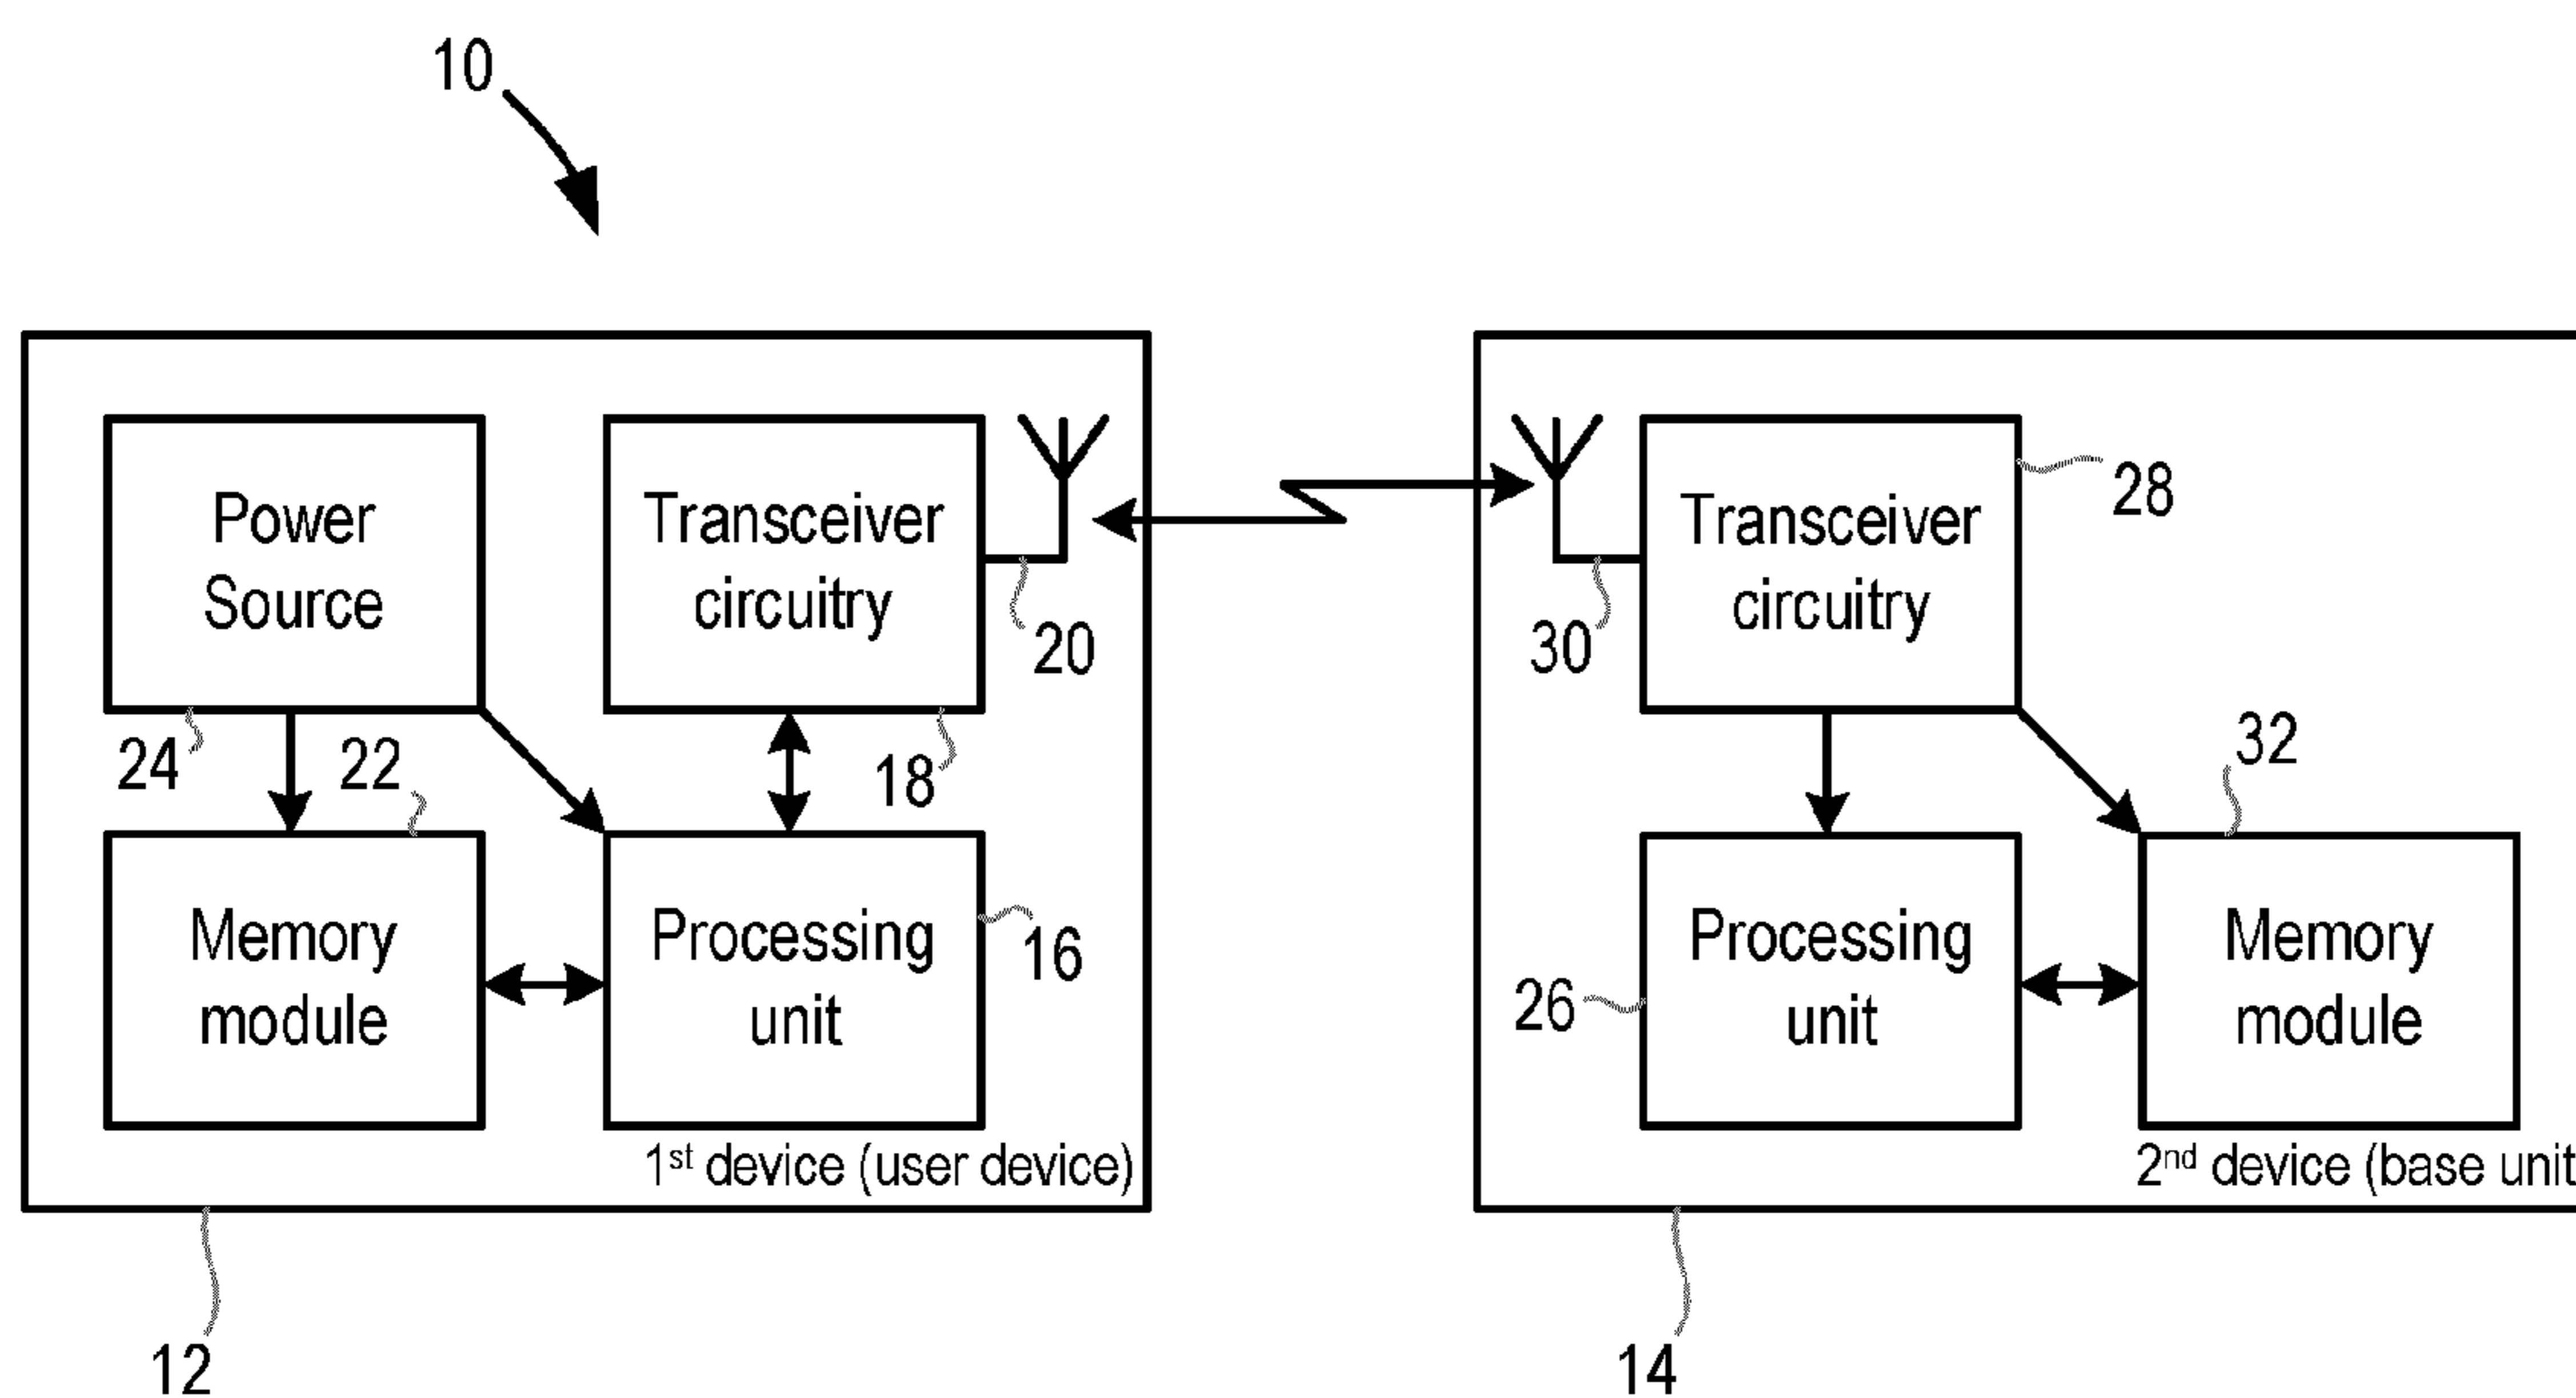 10
Power
Source
Transceiver
circuitry
20
24
22
18
Memory
module
Processing
unit
16
1st device (user device)
12
Transceiver
circuitry
28
30
32
Processing
unit
26
Memory
module
2nd device (base unit
14